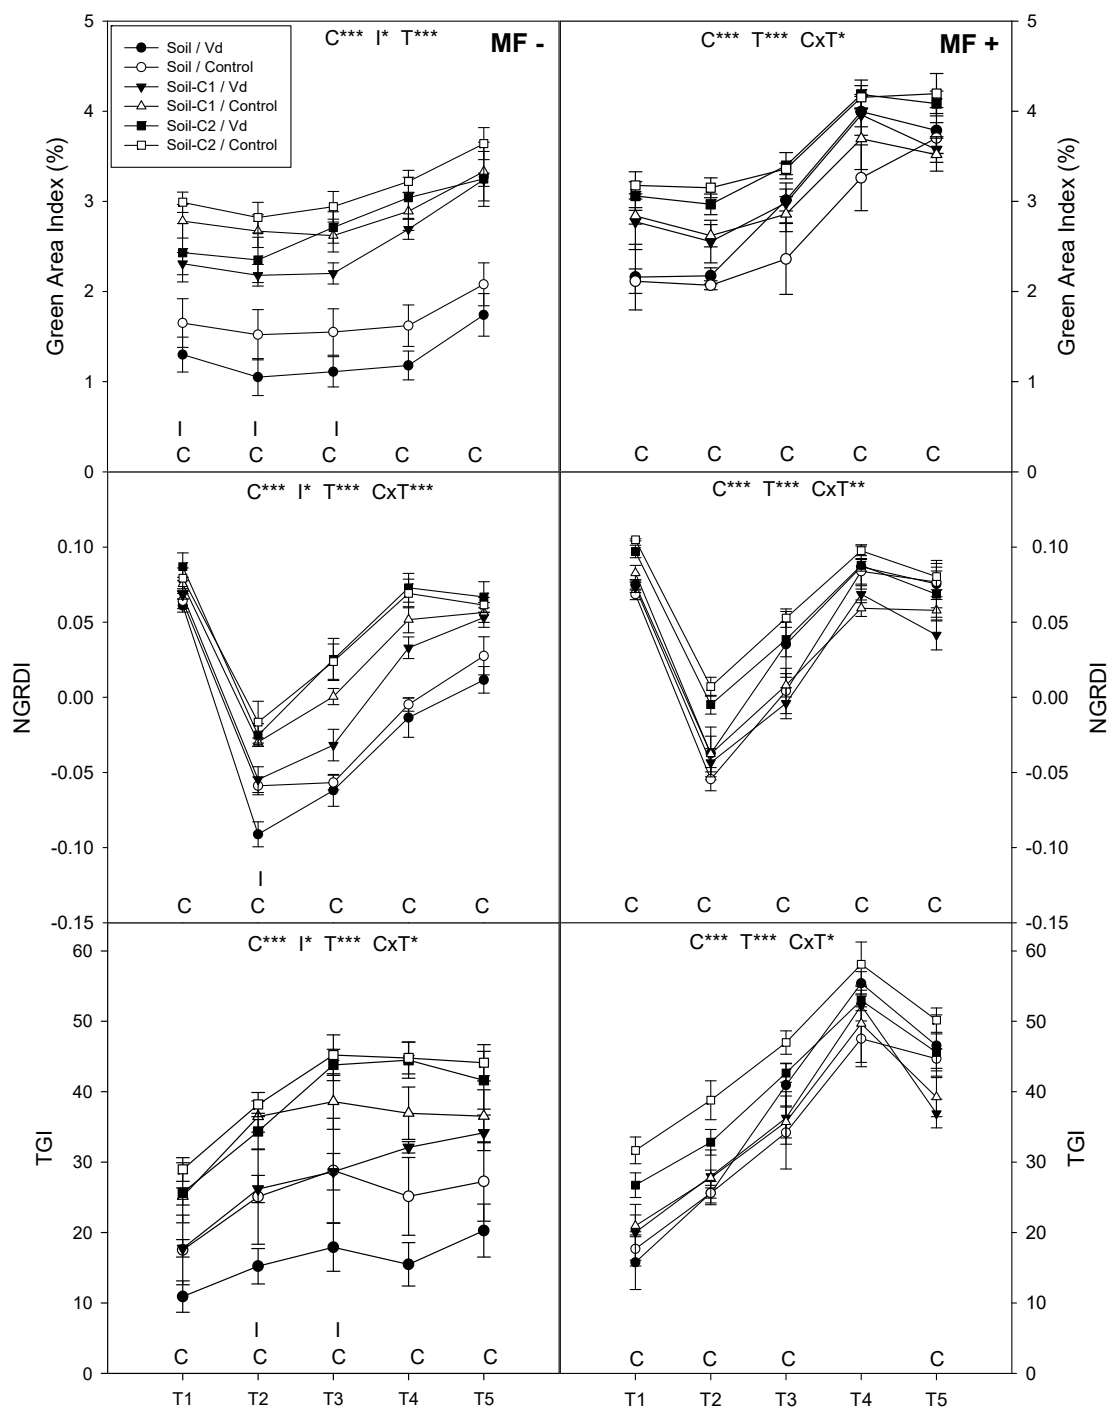 C*** I* T*** MF -
Soil / Vd
Soil / Control
Soil-C1 / Vd
Soil-C1 / Control
Soil-C2 / Vd
Soil-C2 / Control
Green Area Index (%)
5
4
3
2
1
0
I I I
C C C C C
C*** T*** CxT* MF +
Green Area Index (%)
5
4
3
2
1
0
C C C C C
C*** I* T*** CxT***
NGRDI
0.10
0.05
0.00
-0.05
-0.10
-0.15
I
C C C C C
C*** T*** CxT**
NGRDI
0.10
0.05
0.00
-0.05
-0.10
-0.15
C C C C C
C*** I* T*** CxT*
TGI
60
50
40
30
20
10
0
I I
C C C C C
T1 T2 T3 T4 T5
C*** T*** CxT*
TGI
60
50
40
30
20
10
0
C C C C
T1 T2 T3 T4 T5